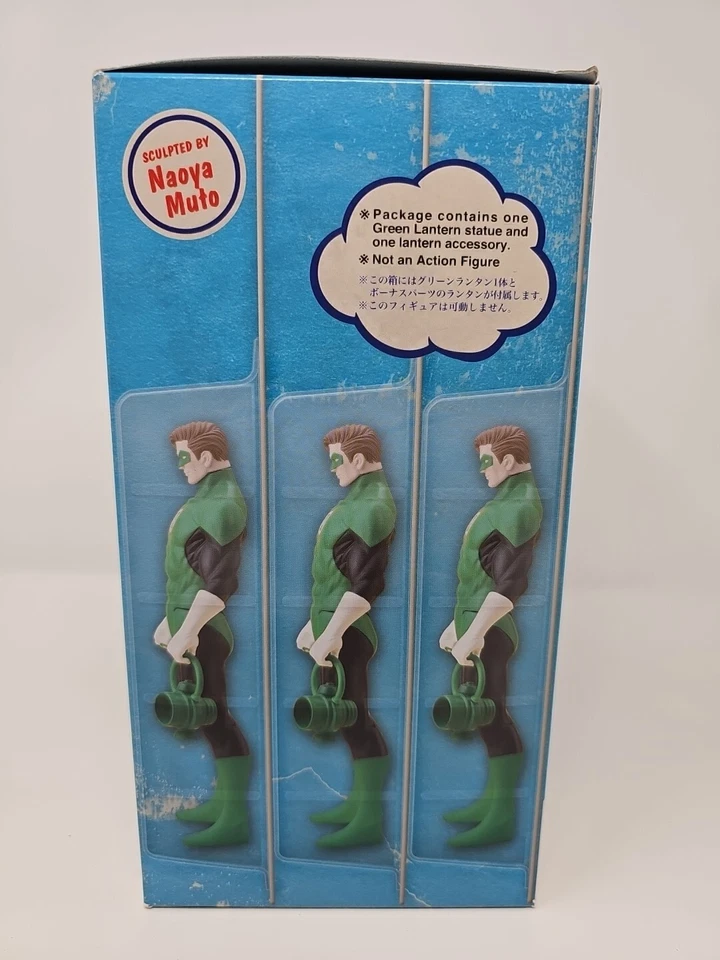 SCULPTED BY
Naoya
Muto
※ Package contains one
Green Lantern statue and
one lantern accessory.
※ Not an Action Figure
※この箱にはグリーンランタン1体と
ボーナスパーツのランタンが付属します。
※このフィギュアは可動しません。